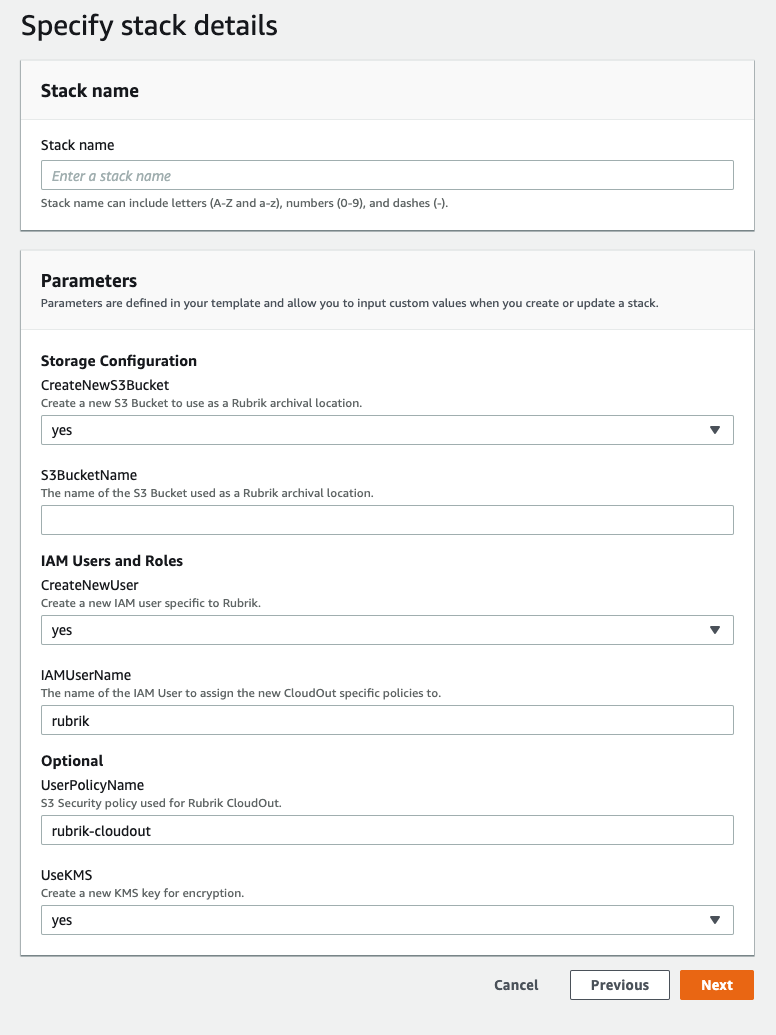 Specify stack details
Stack name
Stack name
Enter a stack name
Stack name can include letters (A-Z and a-z), numbers (0-9), and dashes (-).
Parameters
Parameters are defined in your template and allow you to input custom values when you create or update a stack.
Storage Configuration
CreateNewS3Bucket
Create a new S3 Bucket to use as a Rubrik archival location.
yes
S3BucketName
The name of the S3 Bucket used as a Rubrik archival location.
IAM Users and Roles
CreateNewUser
Create a new IAM user specific to Rubrik.
yes
IAMUserName
The name of the IAM User to assign the new CloudOut specific policies to.
rubrik
Optional
UserPolicyName
S3 Security policy used for Rubrik CloudOut.
rubrik-cloudout
UseKMS
Create a new KMS key for encryption.
yes
Cancel Previous Next